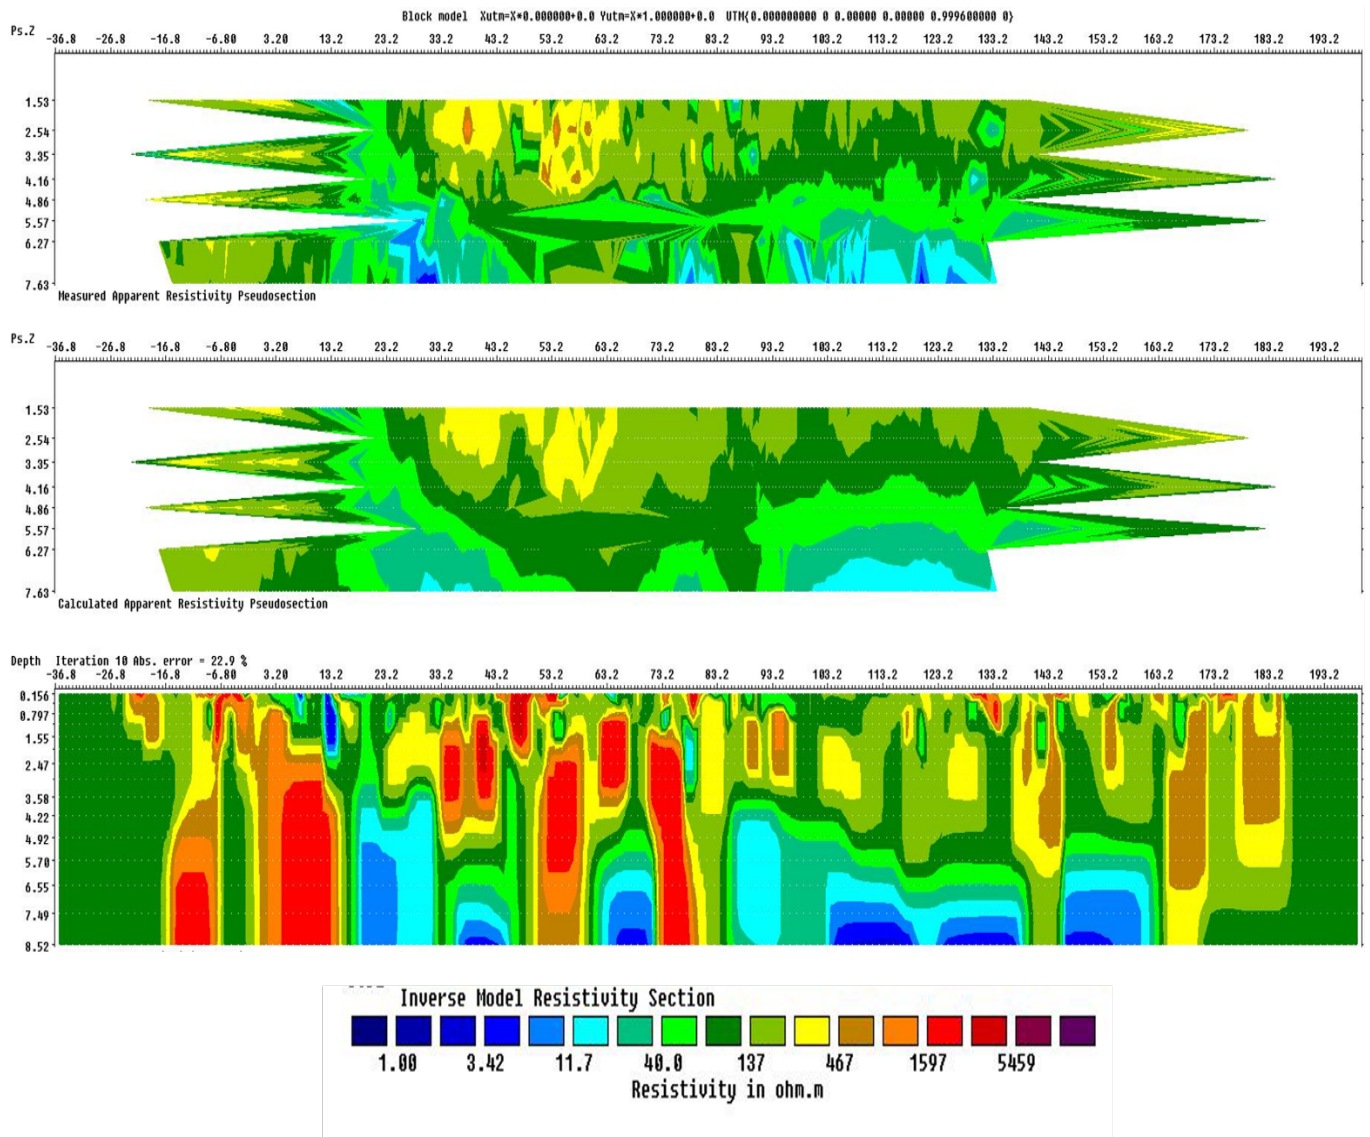 Block model Xutm=X*0.000000+0.0 Yutm=X*1.000000+0.0 UTM{0.000000000 0 0.00000 0.00000 0.999600000 0}
Ps.Z -36.8 -26.8 -16.8 -6.80 3.20 13.2 23.2 33.2 43.2 53.2 63.2 73.2 83.2 93.2 103.2 113.2 123.2 133.2 143.2 153.2 163.2 173.2 183.2 193.2
1.53
2.54
3.35
4.16
4.86
5.57
6.27
7.63
Measured Apparent Resistivity Pseudosection
Ps.Z -36.8 -26.8 -16.8 -6.80 3.20 13.2 23.2 33.2 43.2 53.2 63.2 73.2 83.2 93.2 103.2 113.2 123.2 133.2 143.2 153.2 163.2 173.2 183.2 193.2
1.53
2.54
3.35
4.16
4.86
5.57
6.27
7.63
Calculated Apparent Resistivity Pseudosection
Depth Iteration 10 Abs. error = 22.9 %
-36.8 -26.8 -16.8 -6.80 3.20 13.2 23.2 33.2 43.2 53.2 63.2 73.2 83.2 93.2 103.2 113.2 123.2 133.2 143.2 153.2 163.2 173.2 183.2 193.2
0.156
0.797
1.55
2.47
3.58
4.22
4.92
5.70
6.55
7.49
8.52
Inverse Model Resistivity Section
1.00 3.42 11.7 40.0 137 467 1597 5459
Resistivity in ohm.m